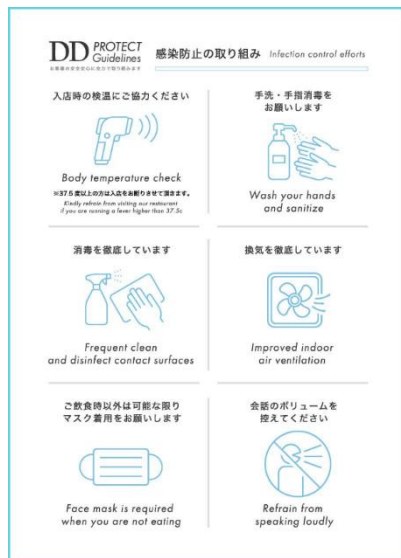 DD PROTECT
Guidelines
お客様の安全安心に全力で取り組みます
感染防止の取り組み Infection control efforts
入店時の検温にご協力ください
Body temperature check
※37.5度以上の方は入店をお断りさせて頂きます。
Kindly refrain from visiting our restaurant
if you are running a fever higher than 37.5c
手洗・手指消毒を
お願いします
Wash your hands
and sanitize
消毒を徹底しています
Frequent clean
and disinfect contact surfaces
換気を徹底しています
Improved indoor
air ventilation
ご飲食時以外は可能な限り
マスク着用をお願いします
Face mask is required
when you are not eating
会話のボリュームを
控えてください
Refrain from
speaking loudly